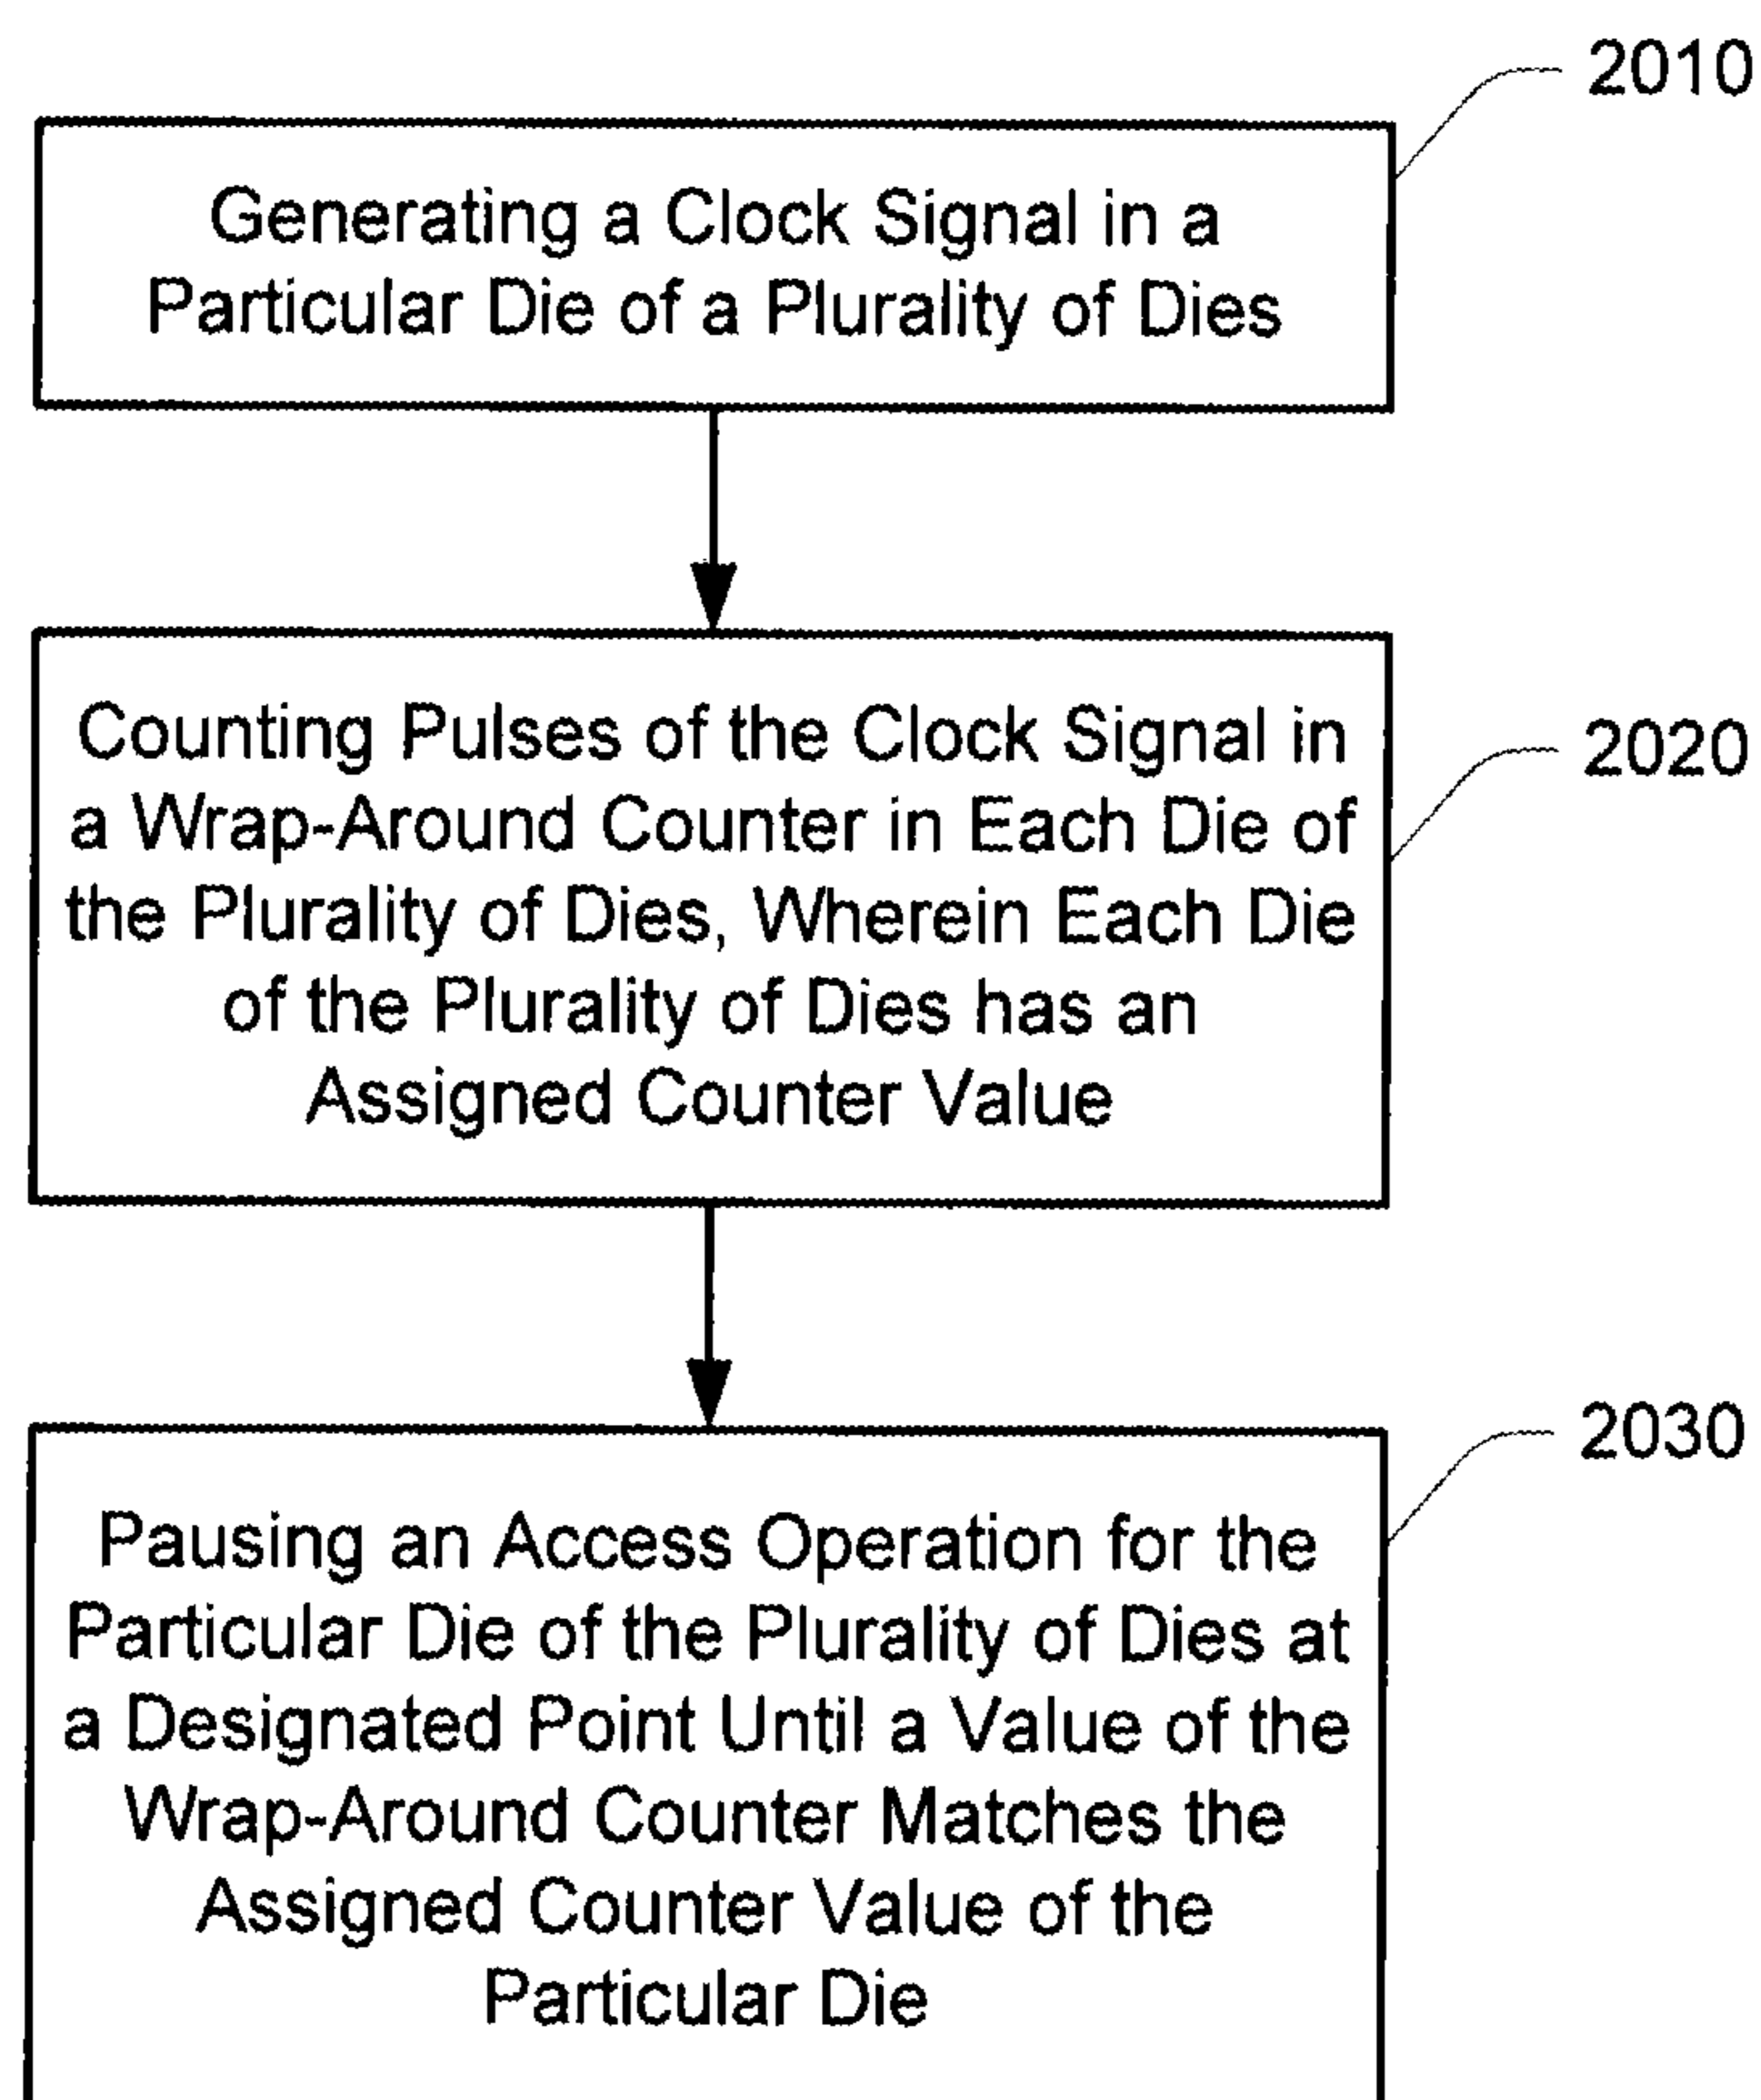 2010
Generating a Clock Signal in a
Particular Die of a Plurality of Dies
Counting Pulses of the Clock Signal in
a Wrap-Around Counter in Each Die of
the Plurality of Dies, Wherein Each Die
of the Plurality of Dies has an
Assigned Counter Value
2020
Pausing an Access Operation for the
Particular Die of the Plurality of Dies at
a Designated Point Until a Value of the
Wrap-Around Counter Matches the
Assigned Counter Value of the
Particular Die
2030